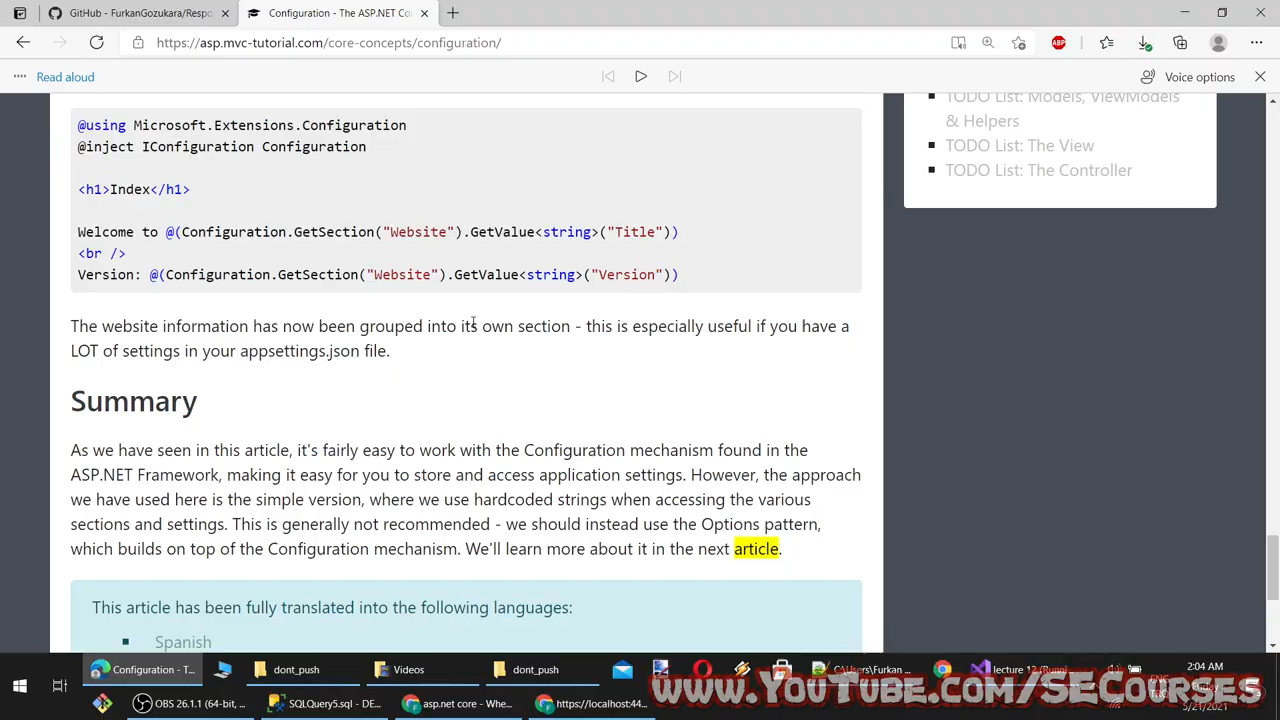 GitHub - FurkanGozukara/Respo
Configuration - The ASP.NET Co
https://asp.mvc-tutorial.com/core-concepts/configuration/
ABP
Read aloud
Voice options
@using Microsoft.Extensions.Configuration
@inject IConfiguration Configuration
<h1>Index</h1>
Welcome to @(Configuration.GetSection("Website").GetValue<string>("Title"))
<br />
Version: @(Configuration.GetSection("Website").GetValue<string>("Version"))
The website information has now been grouped into its own section - this is especially useful if you have a
LOT of settings in your appsettings.json file.
Summary
As we have seen in this article, it's fairly easy to work with the Configuration mechanism found in the
ASP.NET Framework, making it easy for you to store and access application settings. However, the approach
we have used here is the simple version, where we use hardcoded strings when accessing the various
sections and settings. This is generally not recommended - we should instead use the Options pattern,
which builds on top of the Configuration mechanism. We'll learn more about it in the next article.
This article has been fully translated into the following languages:
Spanish
TODO List: Models, ViewModels
& Helpers
TODO List: The View
TODO List: The Controller
Configuration - T...
dont_push
Videos
dont_push
C:\Users\Furkan ...
lecture 12 (Runni...
2:04 AM
Friday
5/21/2021
OBS 26.1.1 (64-bit, ...
SQLQuery5.sql - DE...
asp.net core - Whe...
https://localhost:44...
www.YouTube.com/SECourses